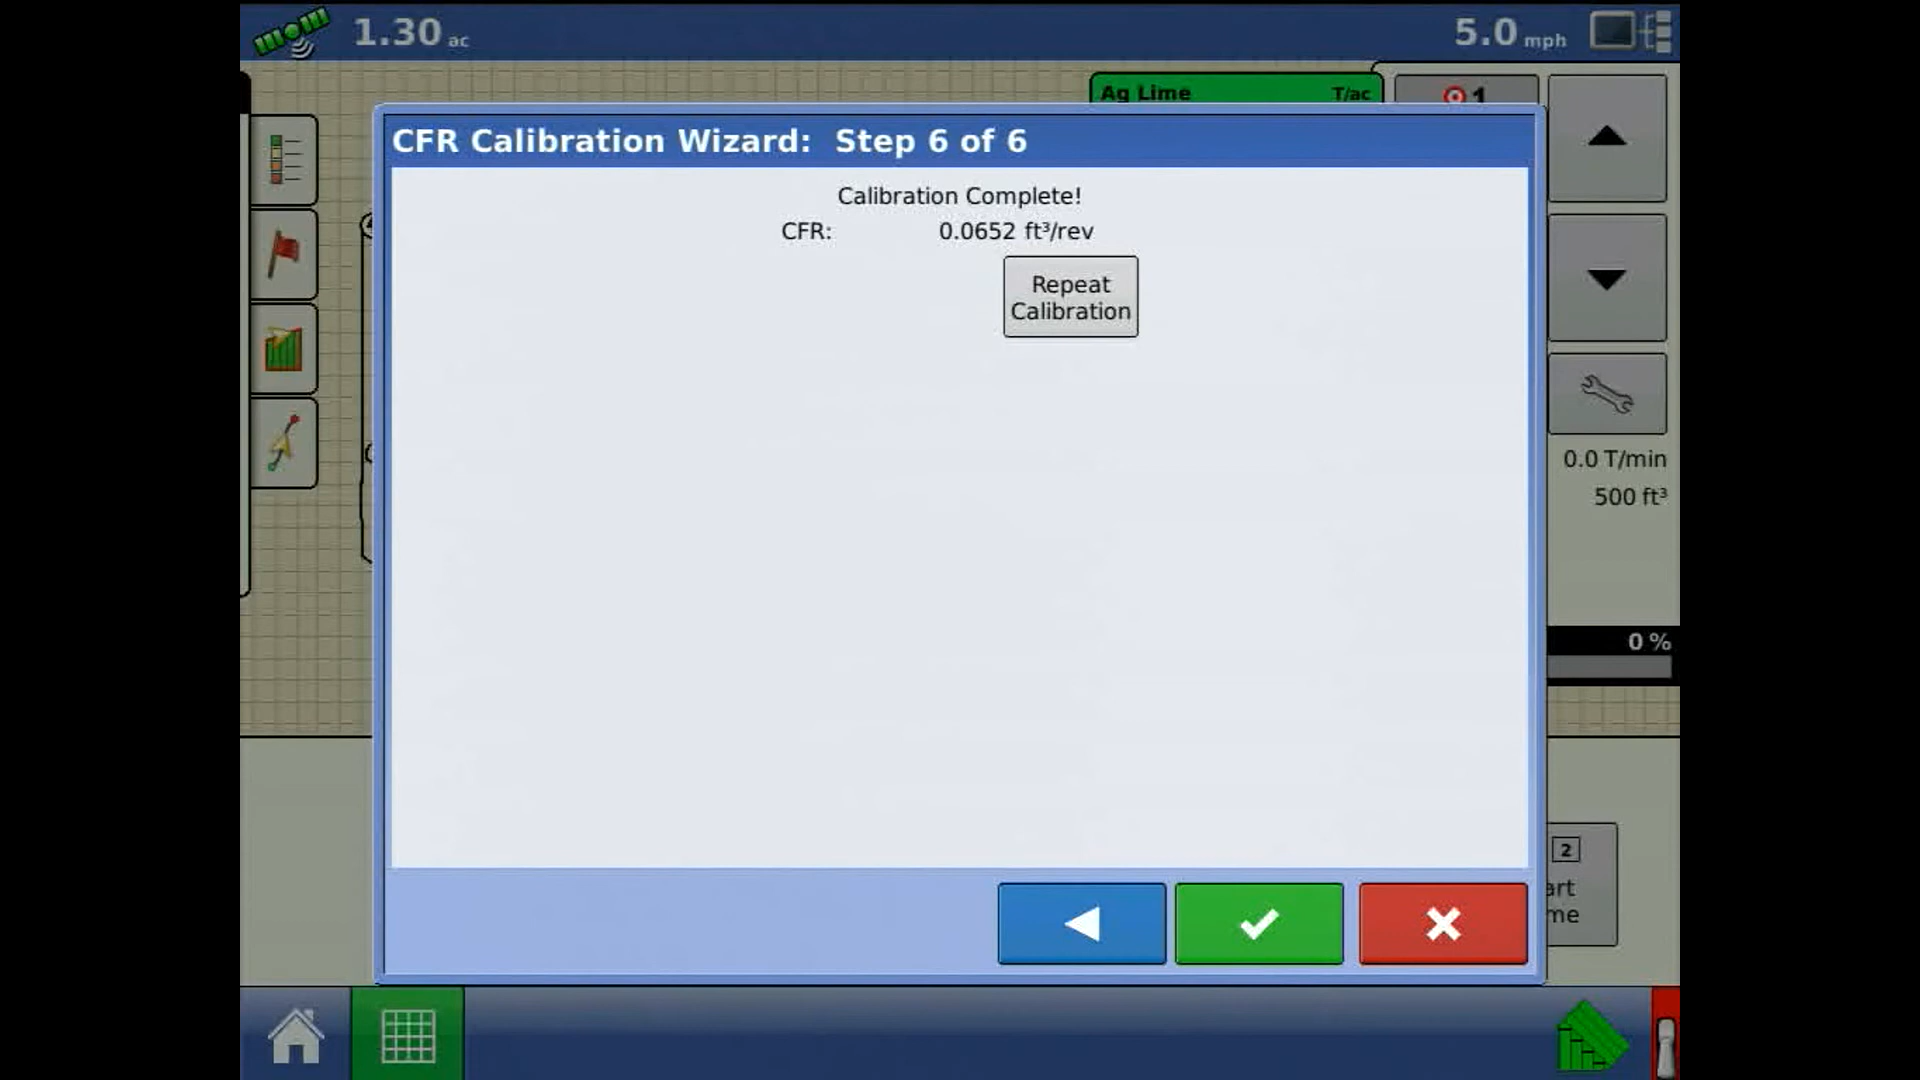 1.30 ac
5.0 mph
Ag Lime T/ac
1
CFR Calibration Wizard: Step 6 of 6
Calibration Complete!
CFR: 0.0652 ft³/rev
Repeat
Calibration
0.0 T/min
500 ft³
0 %
2
art
me